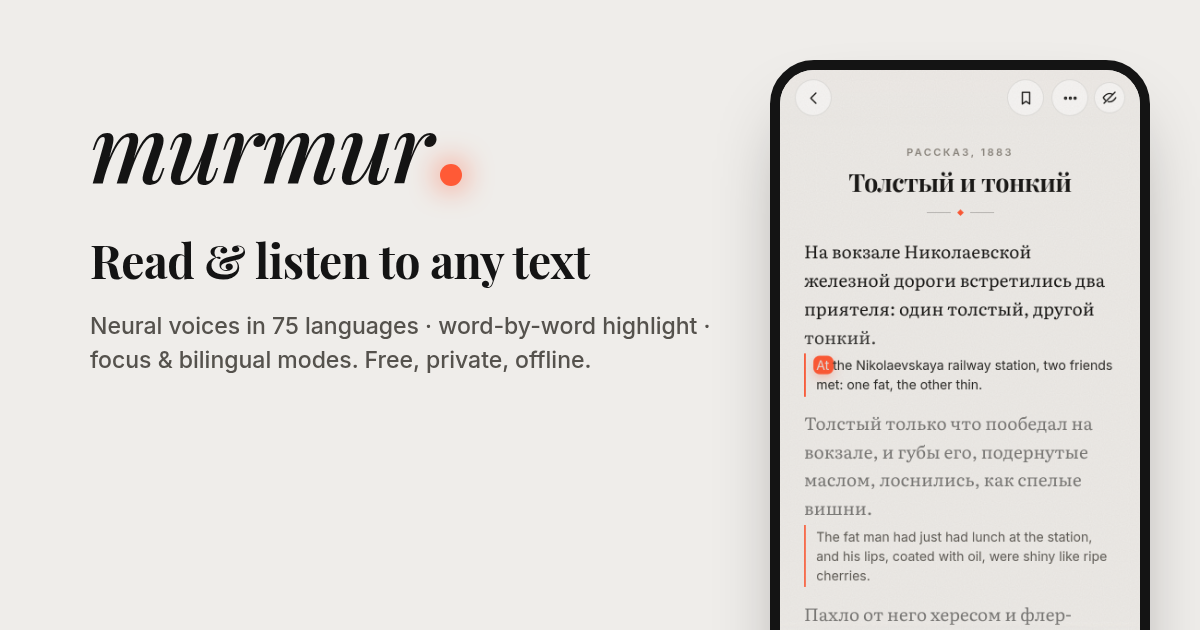 murmur.
Read & listen to any text
Neural voices in 75 languages · word-by-word highlight ·
focus & bilingual modes. Free, private, offline.
РАССКАЗ, 1883
Толстый и тонкий
На вокзале Николаевской
железной дороги встретились два
приятеля: один толстый, другой
тонкий.
At the Nikolaevskaya railway station, two friends
met: one fat, the other thin.
Толстый только что пообедал на
вокзале, и губы его, подернутые
маслом, лоснились, как спелые
вишни.
The fat man had just had lunch at the station,
and his lips, coated with oil, were shiny like ripe
cherries.
Пахло от него хересом и флер-